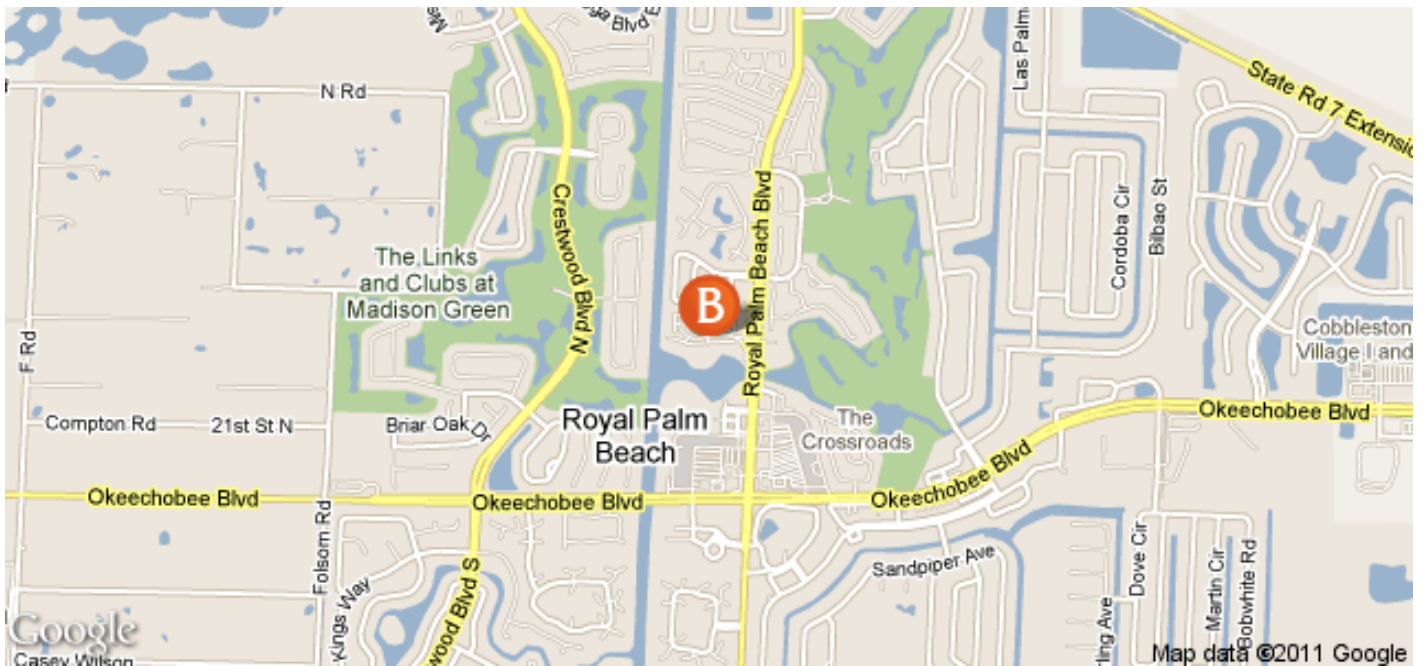 N Rd
Las Palm
State Rd 7 Extensio
Crestwood Blvd N
Royal Palm Beach Blvd
Cordoba Cir
Bilbao St
The Links
and Clubs at
Madison Green
B
F Rd
Cobbleston
Village I and
Compton Rd
21st St N
Briar Oak Dr
Royal Palm
Beach
The
Crossroads
Okeechobee Blvd
Okeechobee Blvd
Okeechobee Blvd
Okeechobee Blvd
Okeechobee Blvd
Folsom Rd
Kings Way
wood Blvd S
Sandpiper Ave
rling Ave
Dove Cir
Martin Cir
Bobwhite Rd
Google
Casey Wilson
Map data ©2011 Google